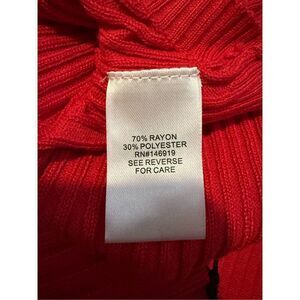 70% RAYON
30% POLYESTER
RN#146919
SEE REVERSE
FOR CARE